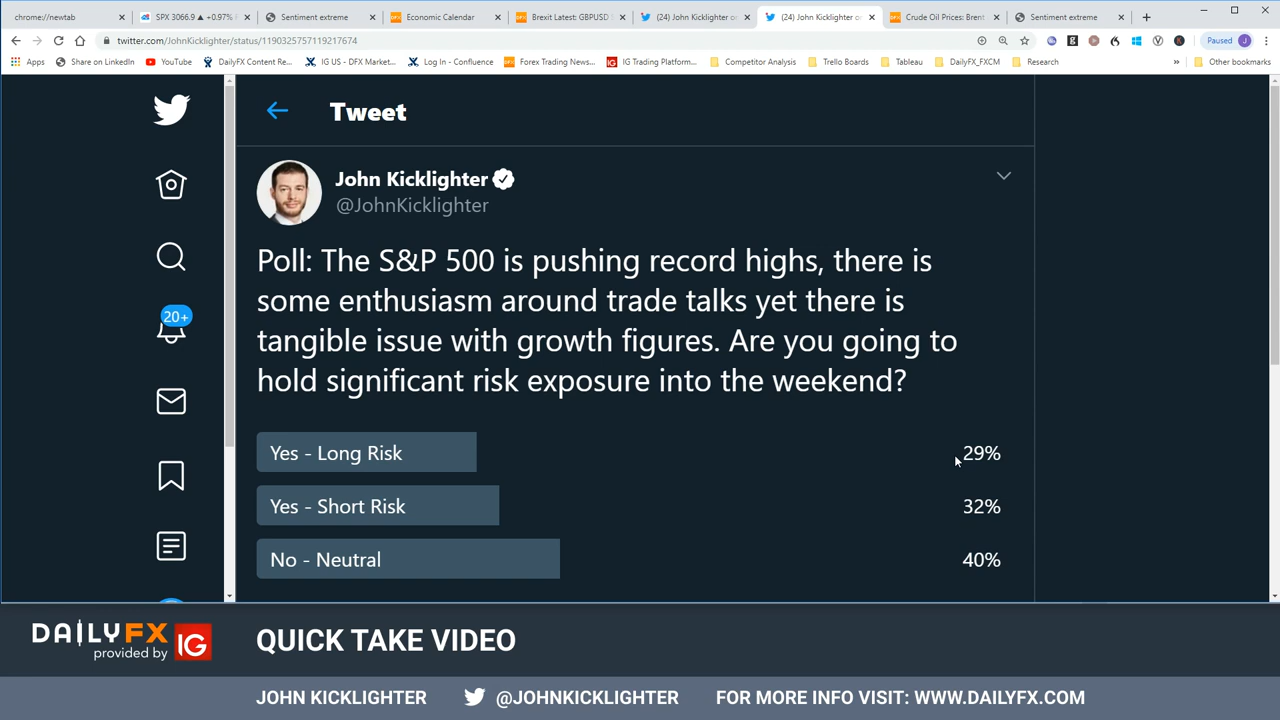 chrome://newtab
SPX 3066.9 ▲ +0.97% F
Sentiment extreme
Economic Calendar
Brexit Latest: GBPUSD
(24) John Kicklighter o
(24) John Kicklighter o
Crude Oil Prices: Brent
Sentiment extreme
twitter.com/JohnKicklighter/status/1190325757119217674
Paused
J
Apps
Share on LinkedIn
YouTube
DailyFX Content Re...
IG US - DFX Market...
Log In - Confluence
Forex Trading News...
IG Trading Platform...
Competitor Analysis
Trello Boards
Tableau
DailyFX_FXCM
Research
»
Other bookmarks
Tweet
John Kicklighter
@JohnKicklighter
20+
Poll: The S&P 500 is pushing record highs, there is
some enthusiasm around trade talks yet there is
tangible issue with growth figures. Are you going to
hold significant risk exposure into the weekend?
Yes - Long Risk 29%
Yes - Short Risk 32%
No - Neutral 40%
DAILYFX
provided by IG
QUICK TAKE VIDEO
JOHN KICKLIGHTER @JOHNKICKLIGHTER FOR MORE INFO VISIT: WWW.DAILYFX.COM